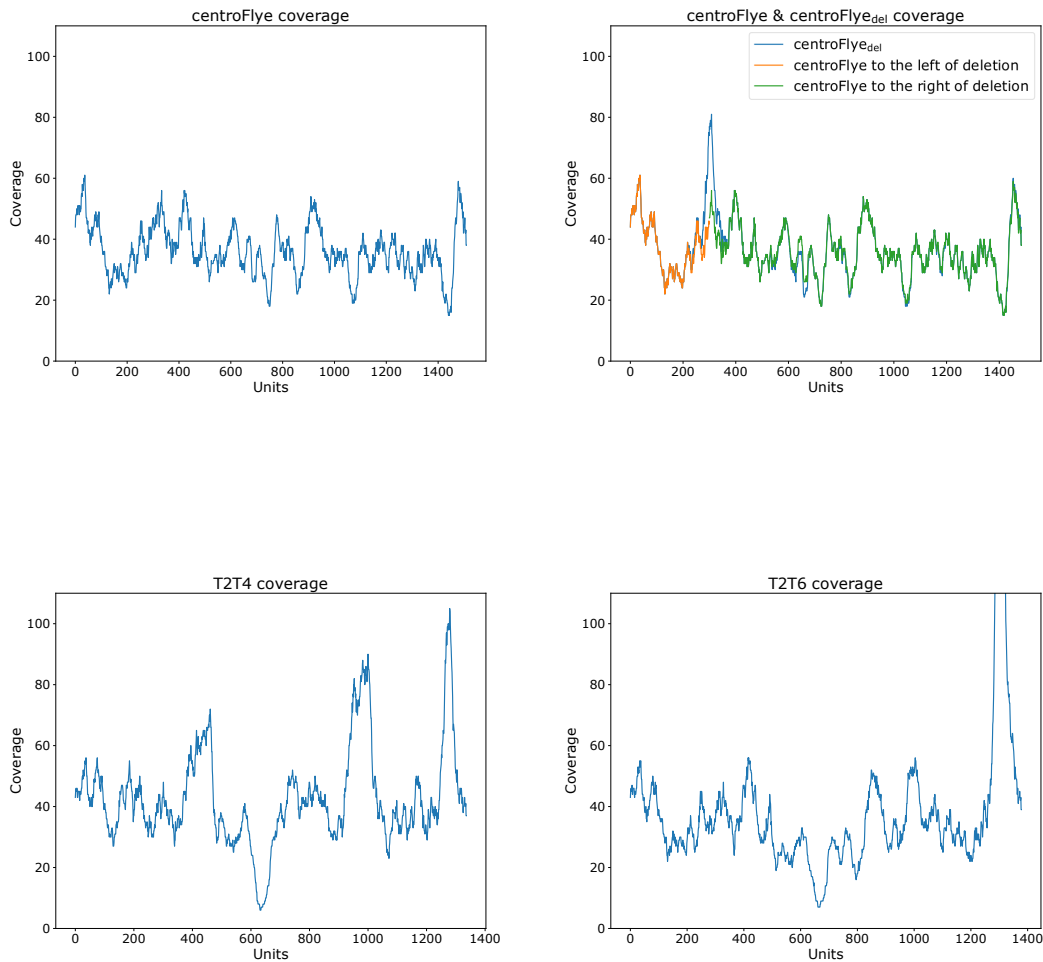 centroFlye coverage
100
80
60
40
20
0
Coverage
0 200 400 600 800 1000 1200 1400
Units
centroFlye & centroFlye_del coverage
centroFlye_del
centroFlye to the left of deletion
centroFlye to the right of deletion
100
80
60
40
20
0
Coverage
0 200 400 600 800 1000 1200 1400
Units
T2T4 coverage
100
80
60
40
20
0
Coverage
0 200 400 600 800 1000 1200 1400
Units
T2T6 coverage
100
80
60
40
20
0
Coverage
0 200 400 600 800 1000 1200 1400
Units